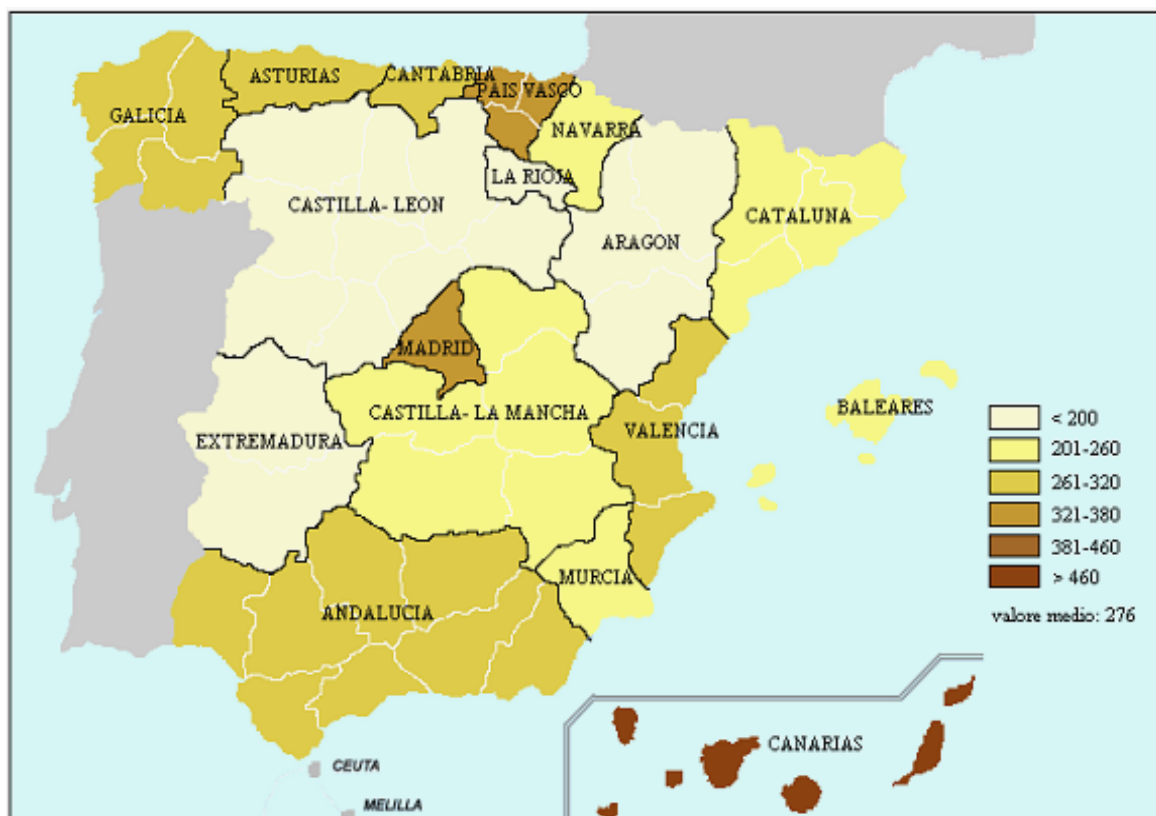 ASTURIAS
CANTABRIA
PAIS VASCO
GALICIA
NAVARRA
LA RIOJA
CASTILLA- LEON
CATALUNA
ARAGON
MADRID
BALEARES
CASTILLA- LA MANCHA
VALENCIA
EXTREMADURA
MURCIA
ANDALUCIA
< 200
201-260
261-320
321-380
381-460
> 460
valore medio: 276
CANARIAS
CEUTA
MELILLA